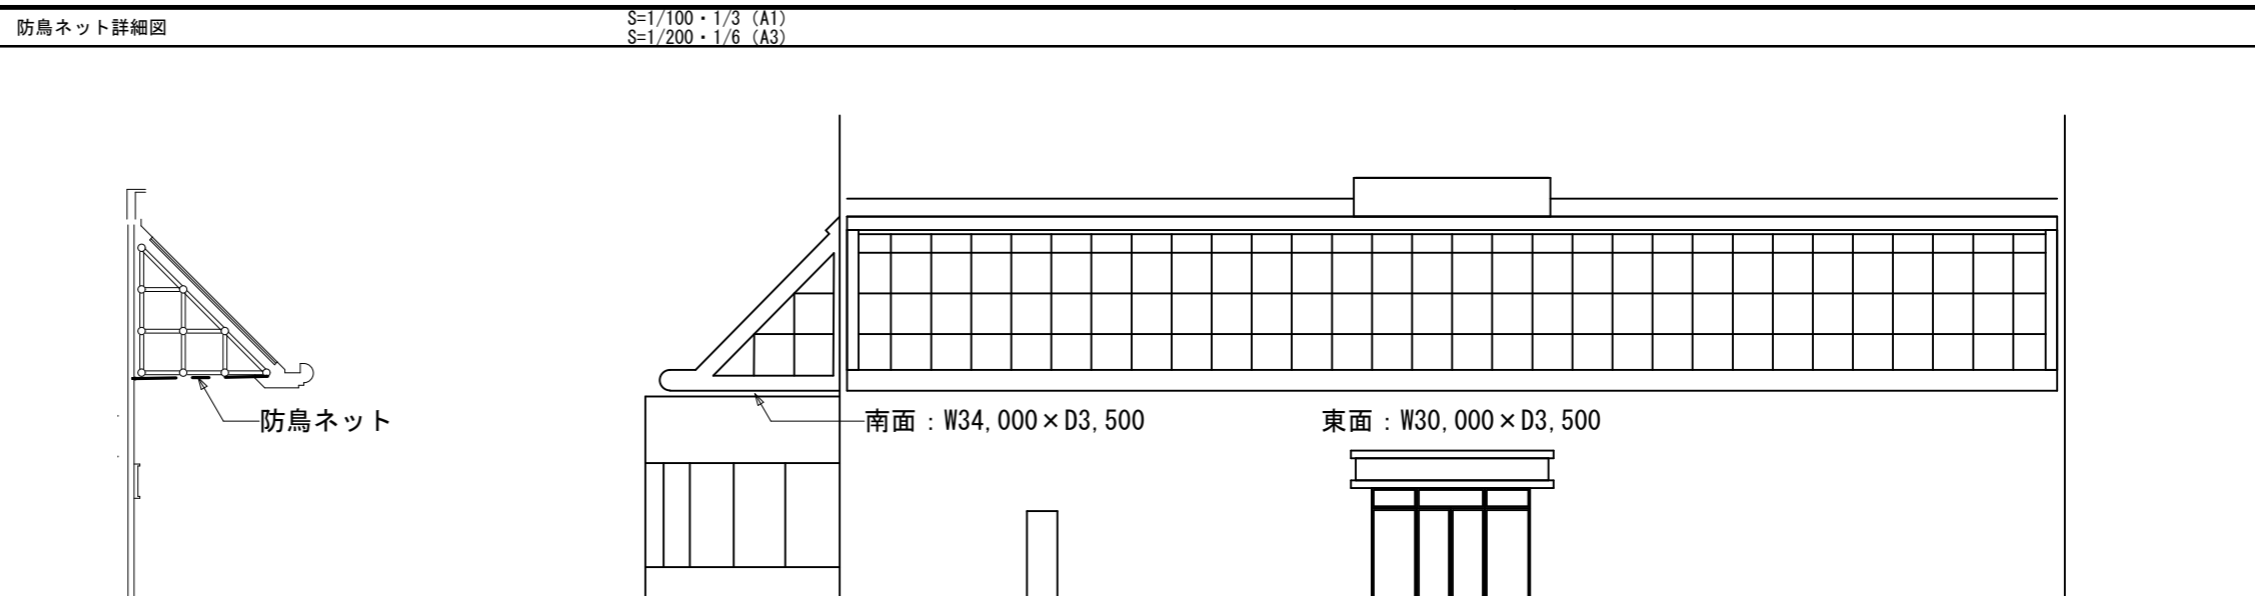 防鳥ネット詳細図
S=1/100・1/3 (A1)
S=1/200・1/6 (A3)
防鳥ネット
南面：W34,000×D3,500
東面：W30,000×D3,500